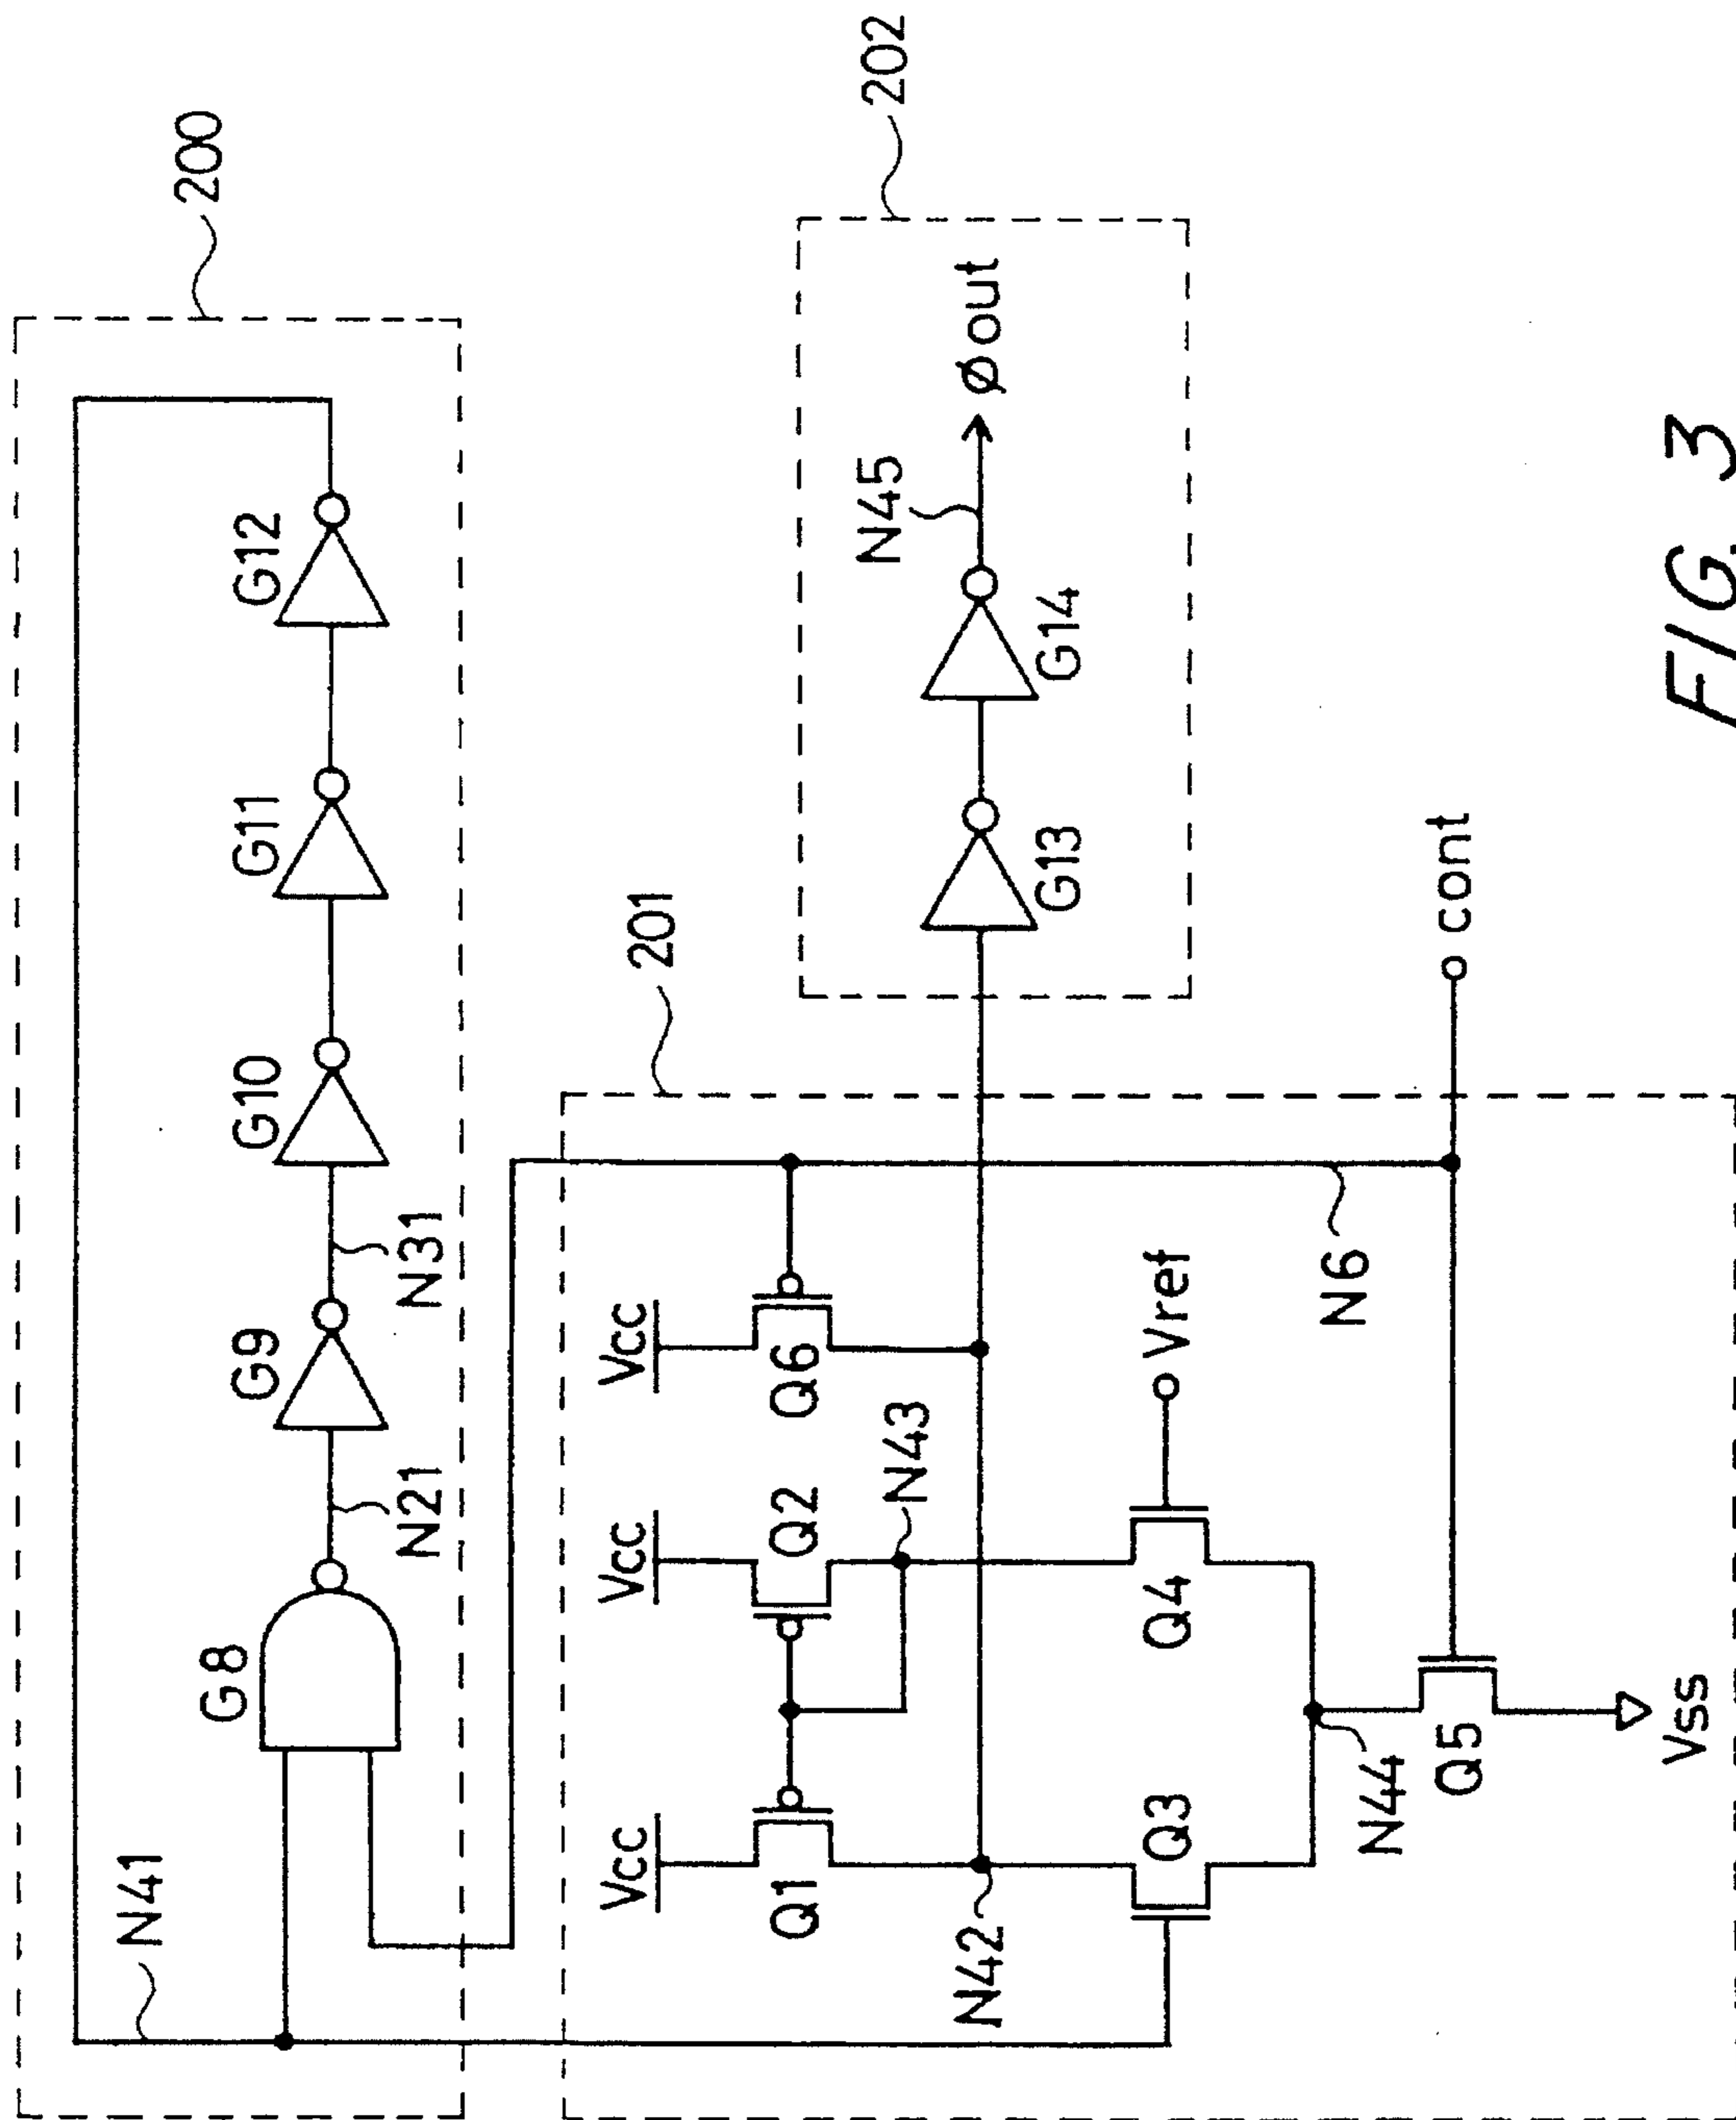 200
N41
G8
N21
G9
N31
G10
G11
G12
201
202
Vcc
Vcc
Vcc
Q1
Q2
Q6
N43
N42
G13
G14
N45
øout
Q3
Q4
Vref
N6
N44
Q5
cont
Vss
FIG. 3